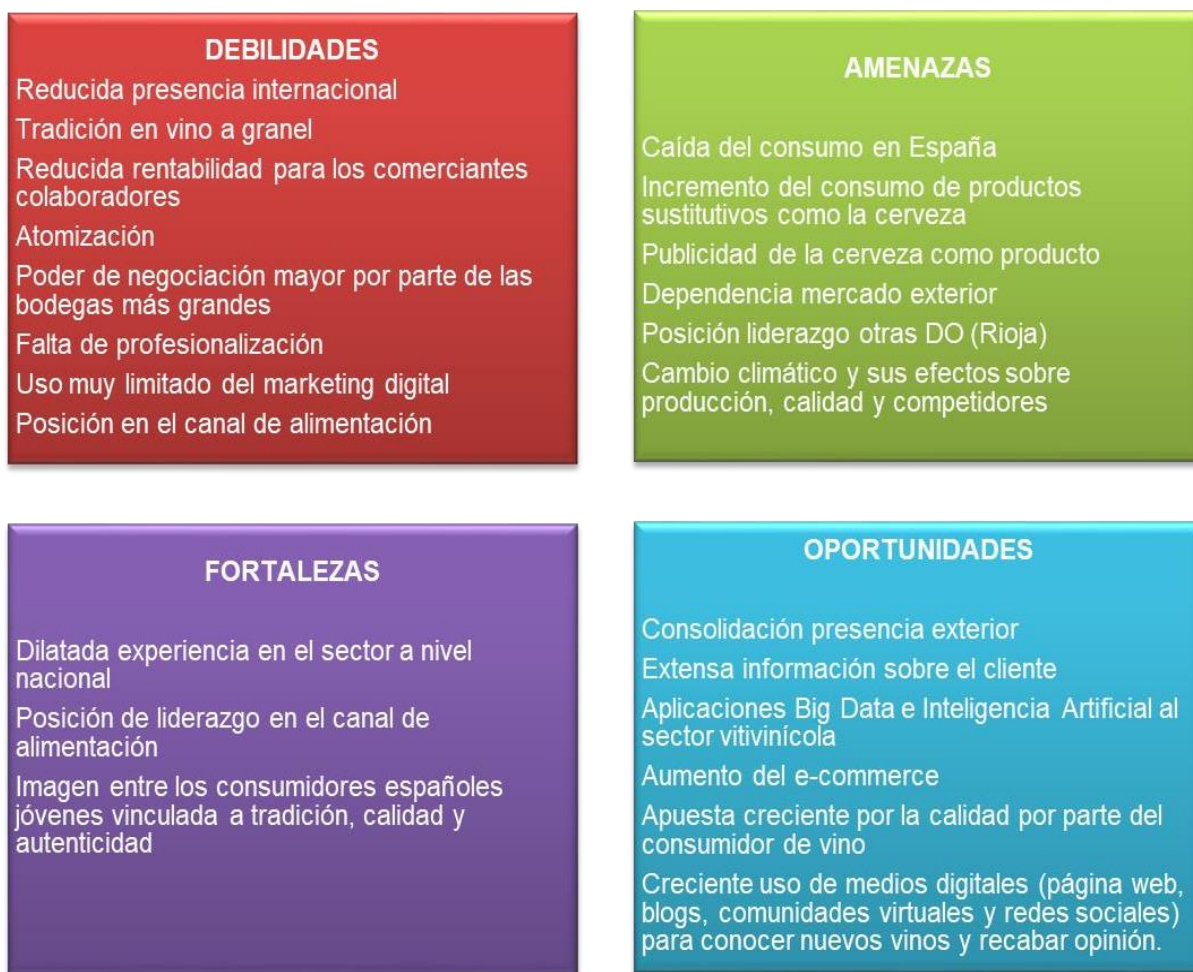 DEBILIDADES
Reducida presencia internacional
Tradición en vino a granel
Reducida rentabilidad para los comerciantes
colaboradores
Atomización
Poder de negociación mayor por parte de las
bodegas más grandes
Falta de profesionalización
Uso muy limitado del marketing digital
Posición en el canal de alimentación
AMENAZAS
Caída del consumo en España
Incremento del consumo de productos
sustitutivos como la cerveza
Publicidad de la cerveza como producto
Dependencia mercado exterior
Posición liderazgo otras DO (Rioja)
Cambio climático y sus efectos sobre
producción, calidad y competidores
FORTALEZAS
Dilatada experiencia en el sector a nivel
nacional
Posición de liderazgo en el canal de
alimentación
Imagen entre los consumidores españoles
jóvenes vinculada a tradición, calidad y
autenticidad
OPORTUNIDADES
Consolidación presencia exterior
Extensa información sobre el cliente
Aplicaciones Big Data e Inteligencia Artificial al
sector vitivinícola
Aumento del e-commerce
Apuesta creciente por la calidad por parte del
consumidor de vino
Creciente uso de medios digitales (página web,
blogs, comunidades virtuales y redes sociales)
para conocer nuevos vinos y recabar opinión.